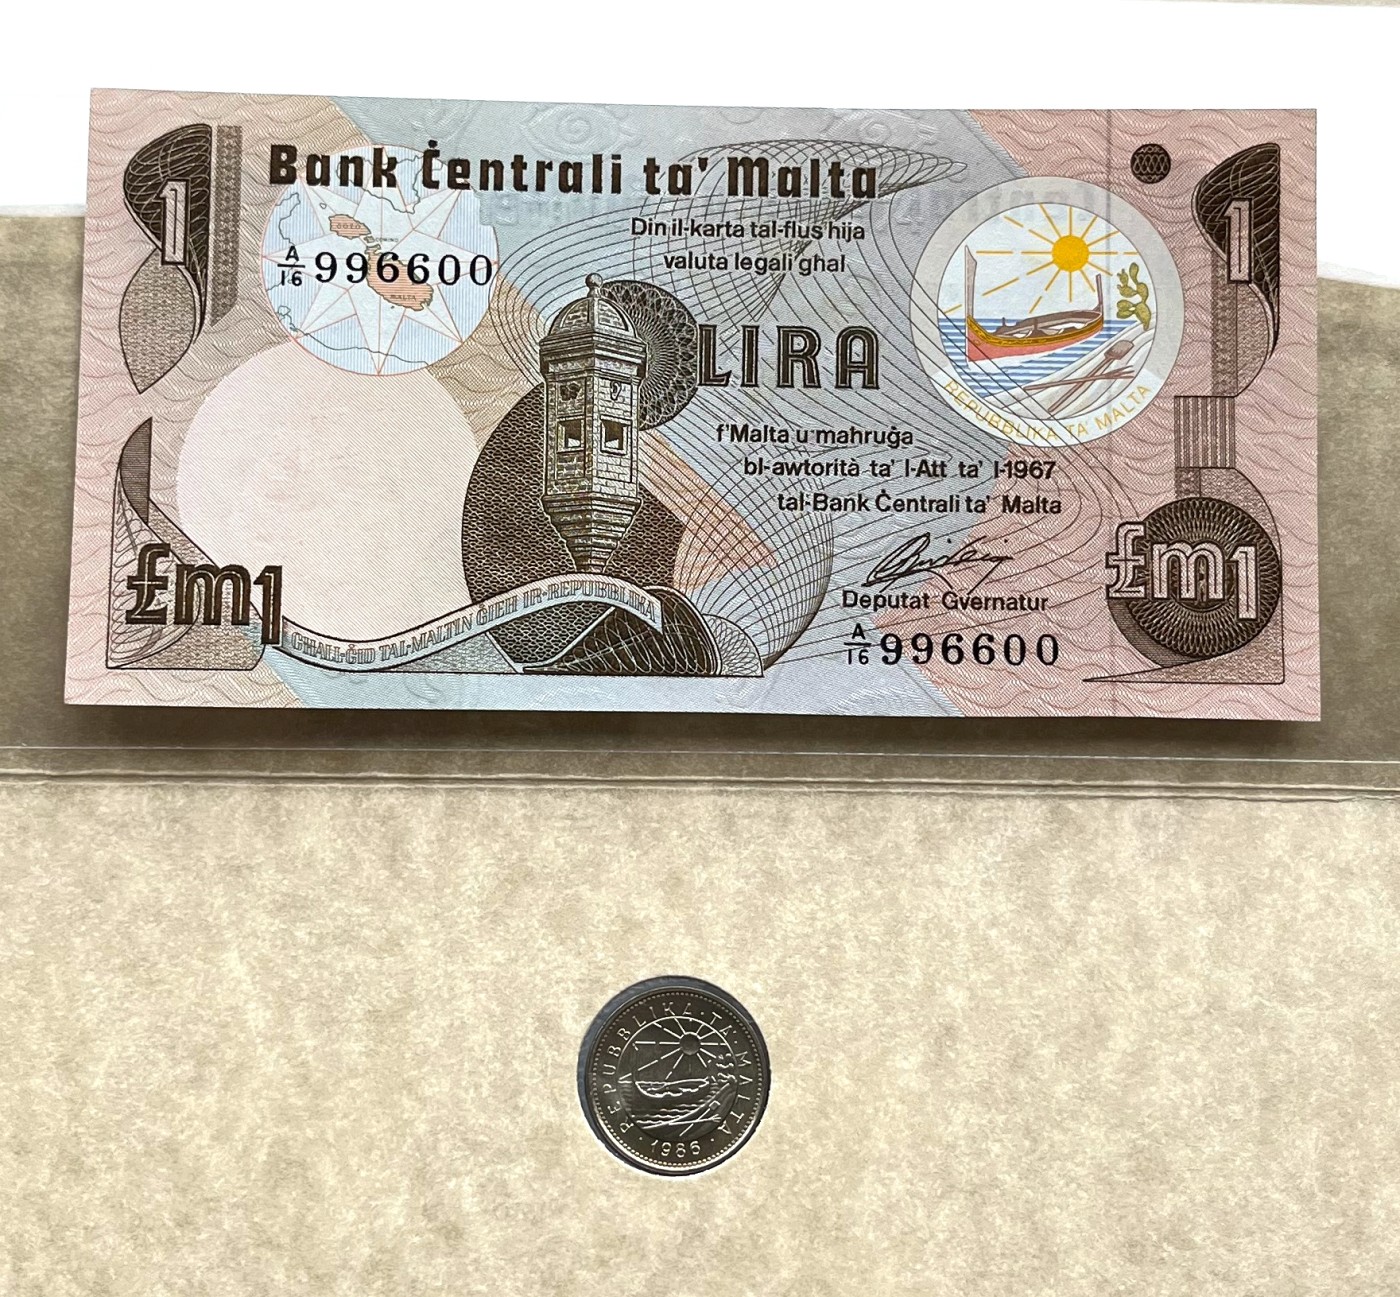 1
Bank Ċentrali ta' Malta
1
Din il-karta tal-flus hija
valuta legali għal
A/16 996600
GOZO
COMINO
MALTA
LIRA
REPUBBLIKA TA' MALTA
f'Malta u maħruġa
bl-awtorità ta' l-Att ta' l-1967
tal-Bank Ċentrali ta' Malta
£m1
£m1
Deputat Gvernatur
GĦALL-ĠID TAL-MALTIN ĠIEĦ IR-REPUBBLIKA
A/16 996600
REPUBBLIKA · TA · MALTA
· 1986 ·